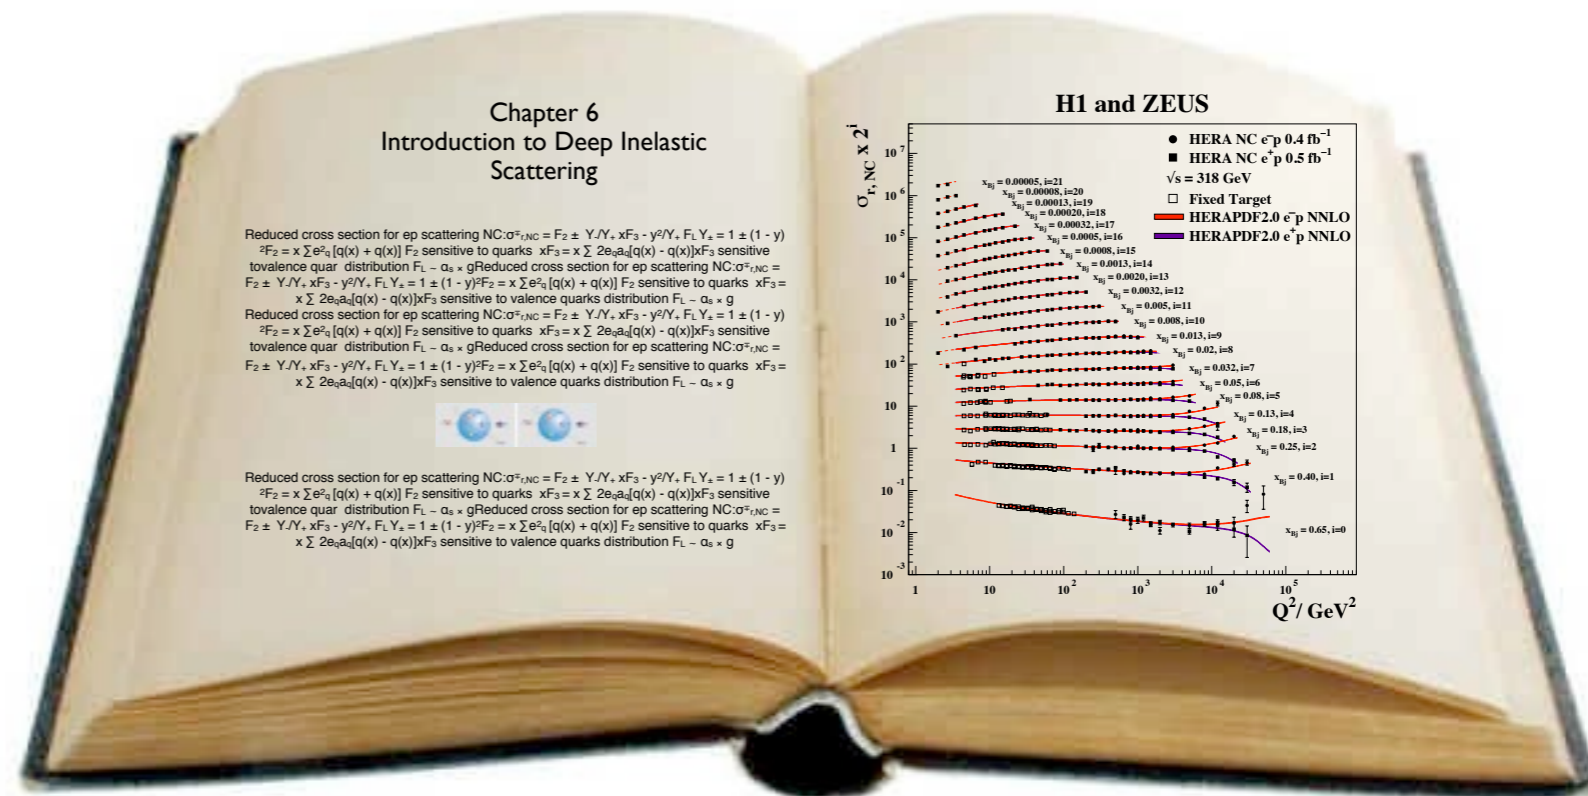 Chapter 6
Introduction to Deep Inelastic
Scattering
Reduced cross section for ep scattering NC:σ∓r,NC = F₂ ± Y₋/Y₊ xF₃ - y²/Y₊ F_L Y± = 1 ± (1 - y)
²F₂ = x ∑e²q [q(x) + q(x)] F₂ sensitive to quarks xF₃ = x ∑ 2eqaq[q(x) - q(x)]xF₃ sensitive
tovalence quar distribution F_L ~ αs × gReduced cross section for ep scattering NC:σ∓r,NC =
F₂ ± Y₋/Y₊ xF₃ - y²/Y₊ F_L Y± = 1 ± (1 - y)²F₂ = x ∑e²q [q(x) + q(x)] F₂ sensitive to quarks xF₃ =
x ∑ 2eqaq[q(x) - q(x)]xF₃ sensitive to valence quarks distribution F_L ~ αs × g
Reduced cross section for ep scattering NC:σ∓r,NC = F₂ ± Y₋/Y₊ xF₃ - y²/Y₊ F_L Y± = 1 ± (1 - y)
²F₂ = x ∑e²q [q(x) + q(x)] F₂ sensitive to quarks xF₃ = x ∑ 2eqaq[q(x) - q(x)]xF₃ sensitive
tovalence quar distribution F_L ~ αs × gReduced cross section for ep scattering NC:σ∓r,NC =
F₂ ± Y₋/Y₊ xF₃ - y²/Y₊ F_L Y± = 1 ± (1 - y)²F₂ = x ∑e²q [q(x) + q(x)] F₂ sensitive to quarks xF₃ =
x ∑ 2eqaq[q(x) - q(x)]xF₃ sensitive to valence quarks distribution F_L ~ αs × g
Reduced cross section for ep scattering NC:σ∓r,NC = F₂ ± Y₋/Y₊ xF₃ - y²/Y₊ F_L Y± = 1 ± (1 - y)
²F₂ = x ∑e²q [q(x) + q(x)] F₂ sensitive to quarks xF₃ = x ∑ 2eqaq[q(x) - q(x)]xF₃ sensitive
tovalence quar distribution F_L ~ αs × gReduced cross section for ep scattering NC:σ∓r,NC =
F₂ ± Y₋/Y₊ xF₃ - y²/Y₊ F_L Y± = 1 ± (1 - y)²F₂ = x ∑e²q [q(x) + q(x)] F₂ sensitive to quarks xF₃ =
x ∑ 2eqaq[q(x) - q(x)]xF₃ sensitive to valence quarks distribution F_L ~ αs × g
H1 and ZEUS
σr, NC x 2ⁱ
HERA NC e⁻p 0.4 fb⁻¹
HERA NC e⁺p 0.5 fb⁻¹
√s = 318 GeV
Fixed Target
HERAPDF2.0 e⁻p NNLO
HERAPDF2.0 e⁺p NNLO
xBj = 0.00005, i=21
xBj = 0.00008, i=20
xBj = 0.00013, i=19
xBj = 0.00020, i=18
xBj = 0.00032, i=17
xBj = 0.0005, i=16
xBj = 0.0008, i=15
xBj = 0.0013, i=14
xBj = 0.0020, i=13
xBj = 0.0032, i=12
xBj = 0.005, i=11
xBj = 0.008, i=10
xBj = 0.013, i=9
xBj = 0.02, i=8
xBj = 0.032, i=7
xBj = 0.05, i=6
xBj = 0.08, i=5
xBj = 0.13, i=4
xBj = 0.18, i=3
xBj = 0.25, i=2
xBj = 0.40, i=1
xBj = 0.65, i=0
10⁷
10⁶
10⁵
10⁴
10³
10²
10
1
10⁻¹
10⁻²
10⁻³
1 10 10² 10³ 10⁴ 10⁵
Q²/ GeV²